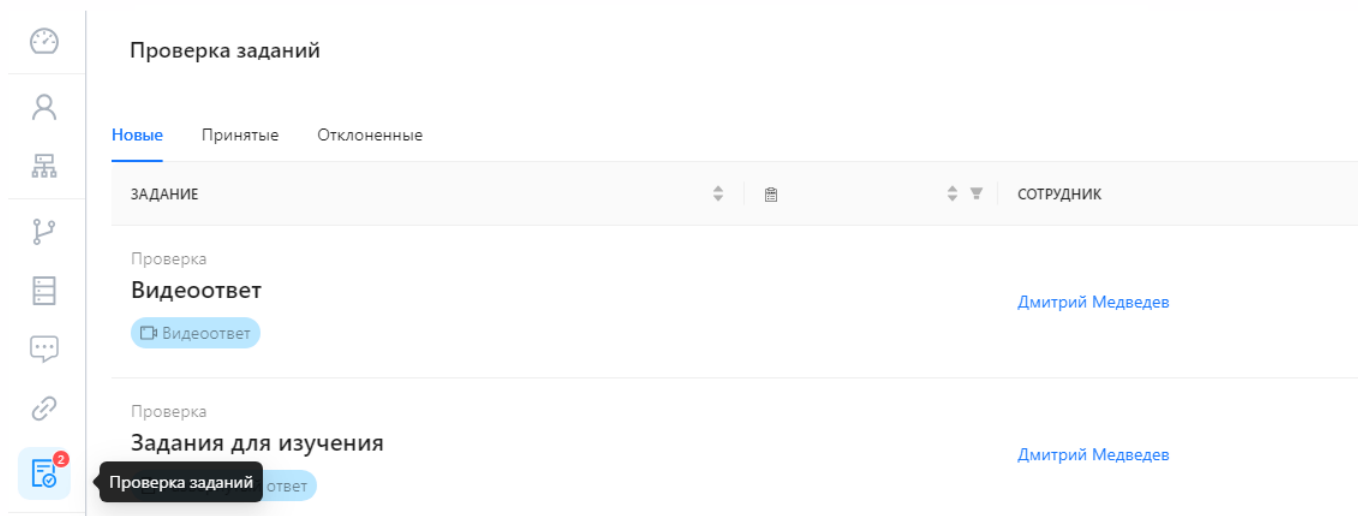 Проверка заданий
Новые Принятые Отклоненные
ЗАДАНИЕ СОТРУДНИК
Проверка
Видеоответ
Дмитрий Медведев
Видеоответ
Проверка
Задания для изучения
Дмитрий Медведев
2
Проверка заданий
ответ